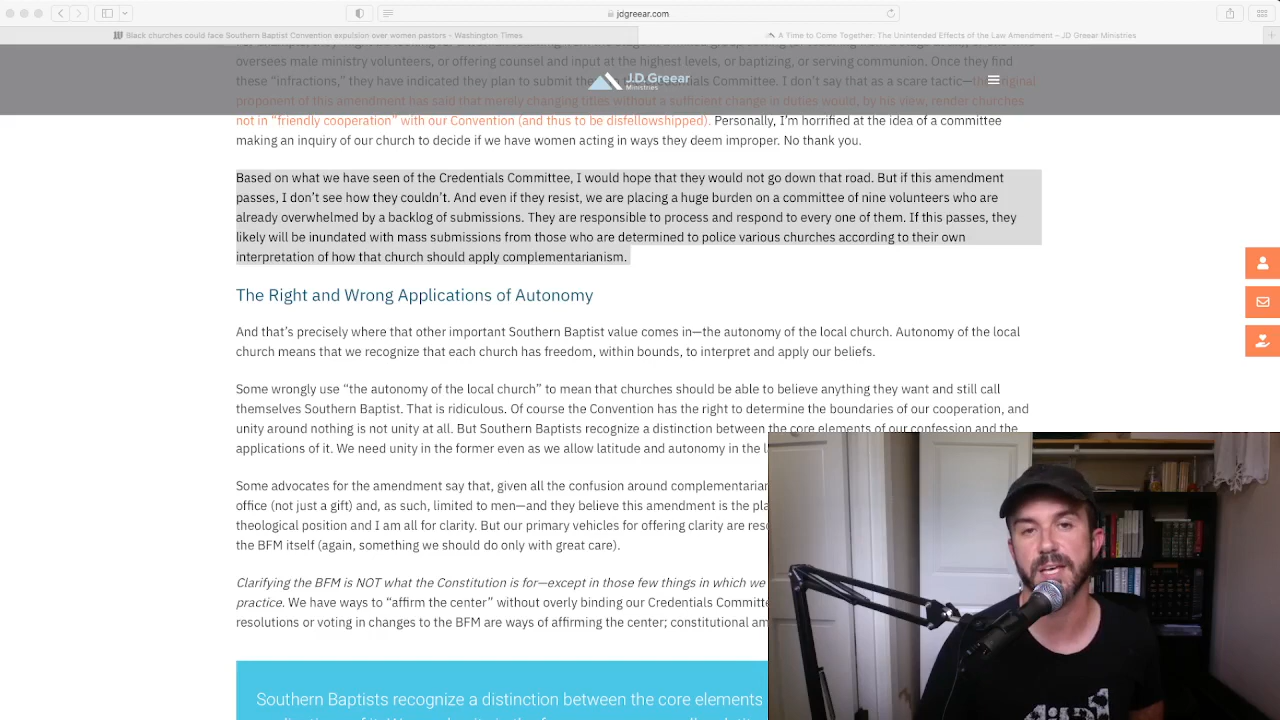 jdgreear.com
Black churches could face Southern Baptist Convention expulsion over women pastors - Washington Times
A Time to Come Together: The Unintended Effects of the Law Amendment – JD Greear Ministries
oversees male ministry volunteers, or offering counsel and input at the highest levels, or baptizing, or serving communion. Once they find
these “infractions,” they have indicated they plan to submit the
entials Committee. I don’t say that as a scare tactic—the original
J.D.Greear
Ministries
proponent of this amendment has said that merely changing titles without a sufficient change in duties would, by his view, render churches
not in “friendly cooperation” with our Convention (and thus to be disfellowshipped). Personally, I’m horrified at the idea of a committee
making an inquiry of our church to decide if we have women acting in ways they deem improper. No thank you.
Based on what we have seen of the Credentials Committee, I would hope that they would not go down that road. But if this amendment
passes, I don’t see how they couldn’t. And even if they resist, we are placing a huge burden on a committee of nine volunteers who are
already overwhelmed by a backlog of submissions. They are responsible to process and respond to every one of them. If this passes, they
likely will be inundated with mass submissions from those who are determined to police various churches according to their own
interpretation of how that church should apply complementarianism.
The Right and Wrong Applications of Autonomy
And that’s precisely where that other important Southern Baptist value comes in—the autonomy of the local church. Autonomy of the local
church means that we recognize that each church has freedom, within bounds, to interpret and apply our beliefs.
Some wrongly use “the autonomy of the local church” to mean that churches should be able to believe anything they want and still call
themselves Southern Baptist. That is ridiculous. Of course the Convention has the right to determine the boundaries of our cooperation, and
unity around nothing is not unity at all. But Southern Baptists recognize a distinction between the core elements of our confession and the
applications of it. We need unity in the former even as we allow latitude and autonomy in the
Some advocates for the amendment say that, given all the confusion around complementarian
office (not just a gift) and, as such, limited to men—and they believe this amendment is the pla
theological position and I am all for clarity. But our primary vehicles for offering clarity are reso
the BFM itself (again, something we should do only with great care).
Clarifying the BFM is NOT what the Constitution is for—except in those few things in which we
practice. We have ways to “affirm the center” without overly binding our Credentials Committe
resolutions or voting in changes to the BFM are ways of affirming the center; constitutional am
Southern Baptists recognize a distinction between the core elements